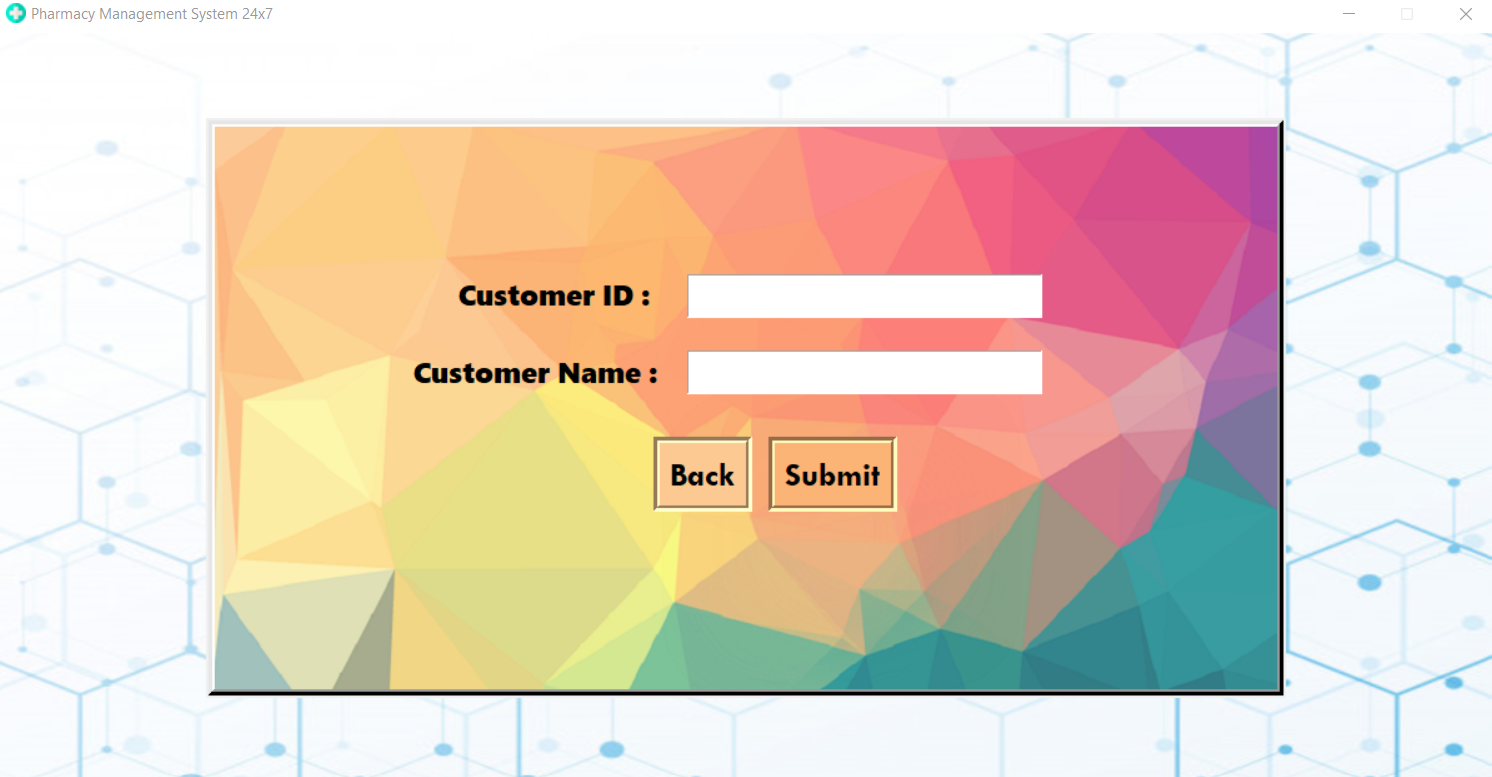 Pharmacy Management System 24x7
Customer ID :
Customer Name :
Back Submit